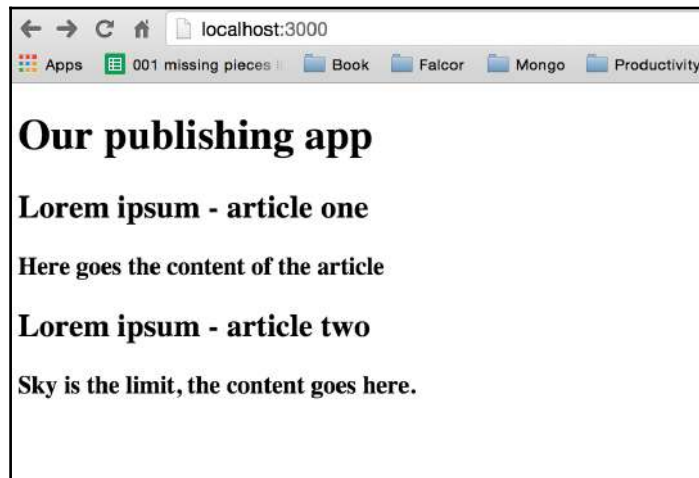 localhost:3000
Apps 001 missing pieces Book Falcor Mongo Productivity
Our publishing app
Lorem ipsum - article one
Here goes the content of the article
Lorem ipsum - article two
Sky is the limit, the content goes here.